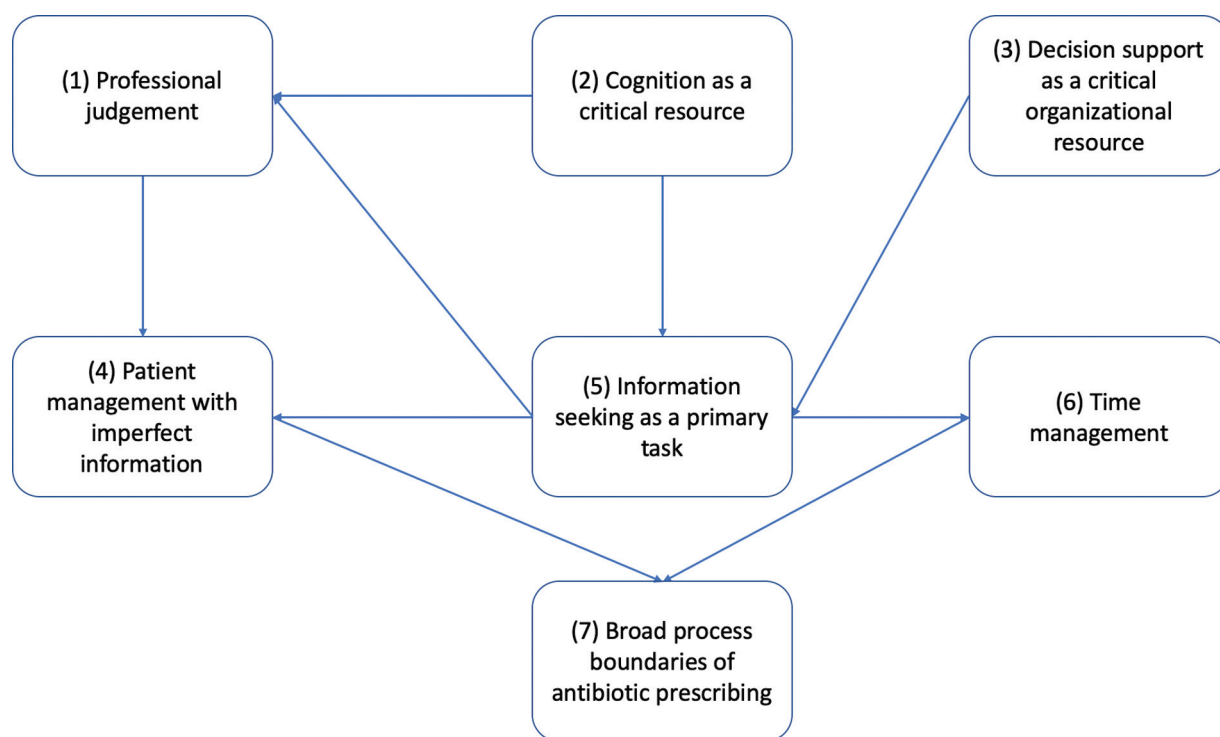 (1) Professional
judgement
(2) Cognition as a
critical resource
(3) Decision support
as a critical
organizational
resource
(4) Patient
management with
imperfect
information
(5) Information
seeking as a primary
task
(6) Time
management
(7) Broad process
boundaries of
antibiotic prescribing